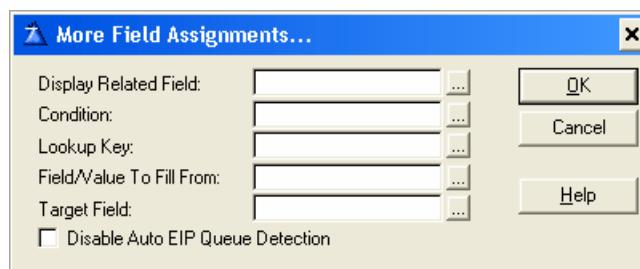 More Field Assignments...
Display Related Field: ...
OK
Condition: ...
Cancel
Lookup Key: ...
Field/Value To Fill From: ...
Help
Target Field: ...
Disable Auto EIP Queue Detection